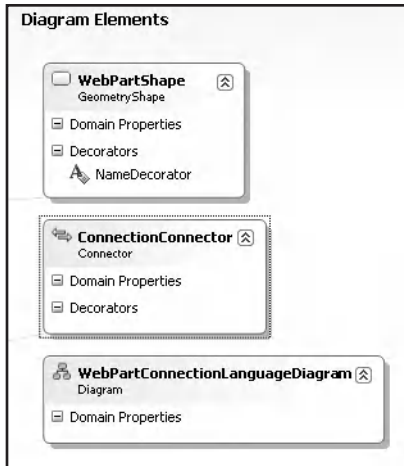 Diagram Elements
WebPartShape
GeometryShape
Domain Properties
Decorators
NameDecorator
ConnectionConnector
Connector
Domain Properties
Decorators
WebPartConnectionLanguageDiagram
Diagram
Domain Properties